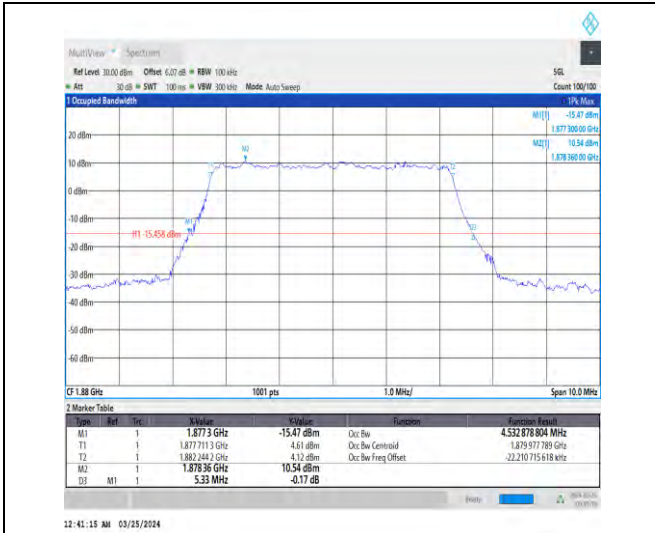 MultiView Spectrum
Ref Level 30.00 dBm Offset 6.07 dB RBW 100 kHz SGL
Att 30 dB SWT 100 ms VBW 300 kHz Mode Auto Sweep Count 100/100
1 Occupied Bandwidth 1Pk Max
M1[1] -15.47 dBm
1.877300 00 GHz
M2[1] 10.54 dBm
1.878 360 00 GHz
20 dBm
M2
10 dBm
T1 T2
0 dBm
-10 dBm
M1
H1 -15.458 dBm
D3
-20 dBm
-30 dBm
-40 dBm
-50 dBm
-60 dBm
CF 1.88 GHz 1001 pts 1.0 MHz/ Span 10.0 MHz
2 Marker Table
Type Ref Trc X-Value Y-Value Function Function Result
M1 1 1.877 3 GHz -15.47 dBm Occ Bw 4.532 878 804 MHz
T1 1 1.877 711 3 GHz 4.61 dBm Occ Bw Centroid 1.879 977 789 GHz
T2 1 1.882 244 2 GHz 4.12 dBm Occ Bw Freq Offset -22.210 715 618 kHz
M2 1 1.878 36 GHz 10.54 dBm
D3 M1 1 5.33 MHz -0.17 dB
12:41:15 AM 03/25/2024